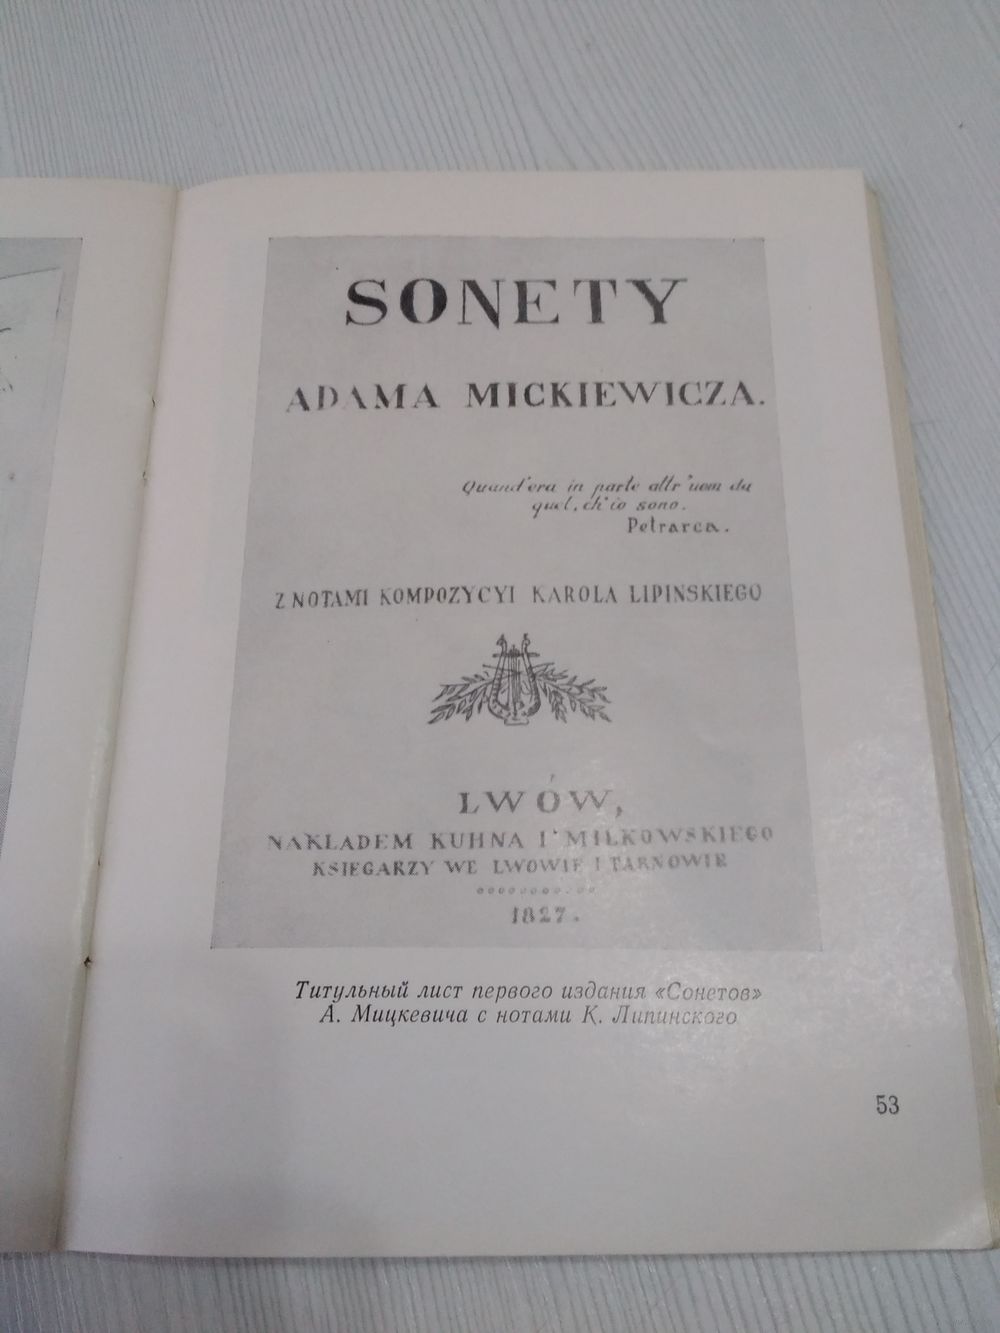 SONETY
ADAMA MICKIEWICZA.
Quand'era in parte altr'uom da
quel, ch'io sono.
Petrarca.
Z NOTAMI KOMPOZYCYI KAROLA LIPINSKIEGO
LWÓW,
NAKLADEM KUHNA I MIŁKOWSKIEGO
KSIEGARZY WE LWOWIE I TARNOWIE
1827.
Титульный лист первого издания «Сонетов»
А. Мицкевича с нотами К. Липинского
53